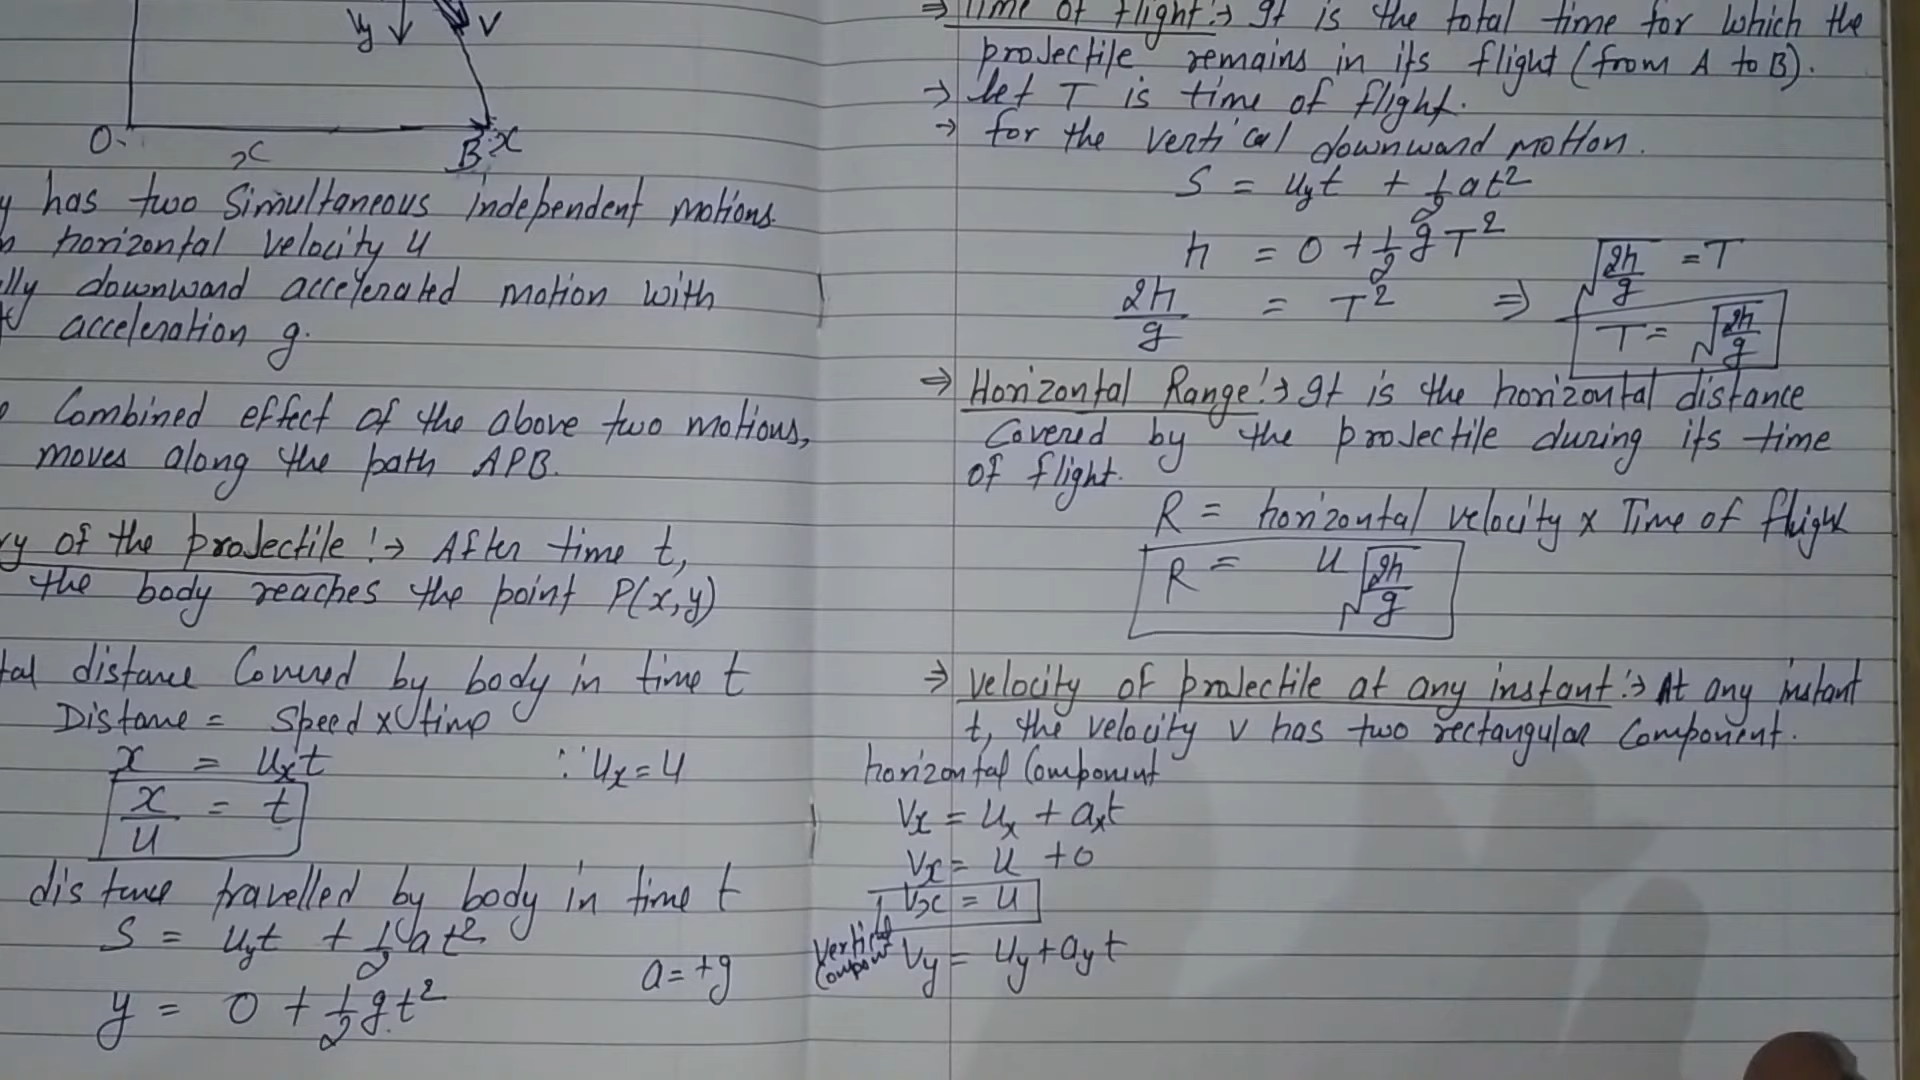 Vy V
O x B x
has two Simultaneous independent motions.
horizontal velocity u
downward accelerated motion with
acceleration g.
Combined effect of the above two motions,
moves along the path APB.
of the projectile :→ After time t,
the body reaches the point P(x,y)
distance Covered by body in time t
Distane = Speed x time
x = uxt ∵ ux = u
x/u = t
distance travelled by body in time t
S = uyt + 1/2 at²
a = +g
y = 0 + 1/2 gt²
⇒ Time of flight :→ It is the total time for which the
projectile remains in its flight (from A to B).
→ let T is time of flight.
→ for the vertical downward motion.
S = uyt + 1/2 at²
h = 0 + 1/2 gT²
2h/g = T² ⇒ √2h/g = T
T = √2h/g
⇒ Horizontal Range :→ It is the horizontal distance
Covered by the projectile during its time
of flight.
R = horizontal velocity x Time of flight
R = u √2h/g
⇒ velocity of projectile at any instant :→ At any instant
t, the velocity v has two rectangular Component.
horizontal Component
Vx = ux + axt
Vx = u + 0
Vx = u
Vertical
Compon Vy = uy + ayt